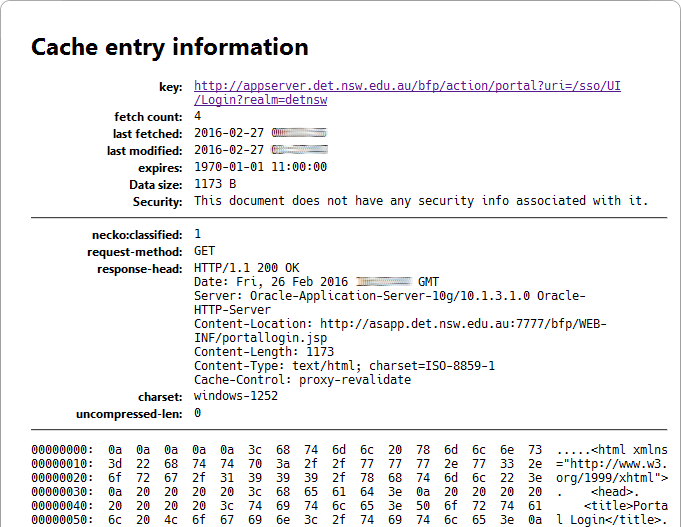 Cache entry information
key: http://appserver.det.nsw.edu.au/bfp/action/portal?uri=/sso/UI
/Login?realm=detnsw
fetch count: 4
last fetched: 2016-02-27
last modified: 2016-02-27
expires: 1970-01-01 11:00:00
Data size: 1173 B
Security: This document does not have any security info associated with it.
necko:classified: 1
request-method: GET
response-head: HTTP/1.1 200 OK
Date: Fri, 26 Feb 2016 GMT
Server: Oracle-Application-Server-10g/10.1.3.1.0 Oracle-
HTTP-Server
Content-Location: http://asapp.det.nsw.edu.au:7777/bfp/WEB-
INF/portallogin.jsp
Content-Length: 1173
Content-Type: text/html; charset=ISO-8859-1
Cache-Control: proxy-revalidate
charset: windows-1252
uncompressed-len: 0
00000000: 0a 0a 0a 0a 0a 3c 68 74 6d 6c 20 78 6d 6c 6e 73 .....<html xmlns
00000010: 3d 22 68 74 74 70 3a 2f 2f 77 77 77 2e 77 33 2e ="http://www.w3.
00000020: 6f 72 67 2f 31 39 39 39 2f 78 68 74 6d 6c 22 3e org/1999/xhtml">
00000030: 0a 20 20 20 20 3c 68 65 61 64 3e 0a 20 20 20 20 . <head>.
00000040: 20 20 20 20 3c 74 69 74 6c 65 3e 50 6f 72 74 61 <title>Porta
00000050: 6c 20 4c 6f 67 69 6e 3c 2f 74 69 74 6c 65 3e 0a l Login</title>.